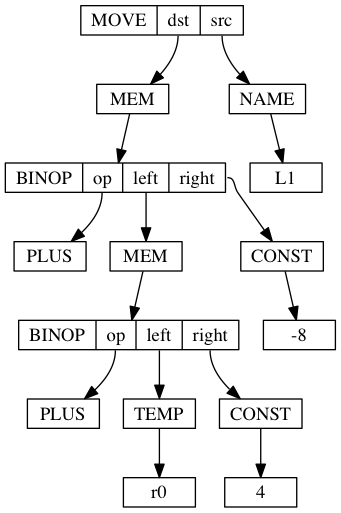 MOVE dst src
MEM NAME
BINOP op left right L1
PLUS MEM CONST
BINOP op left right -8
PLUS TEMP CONST
r0 4